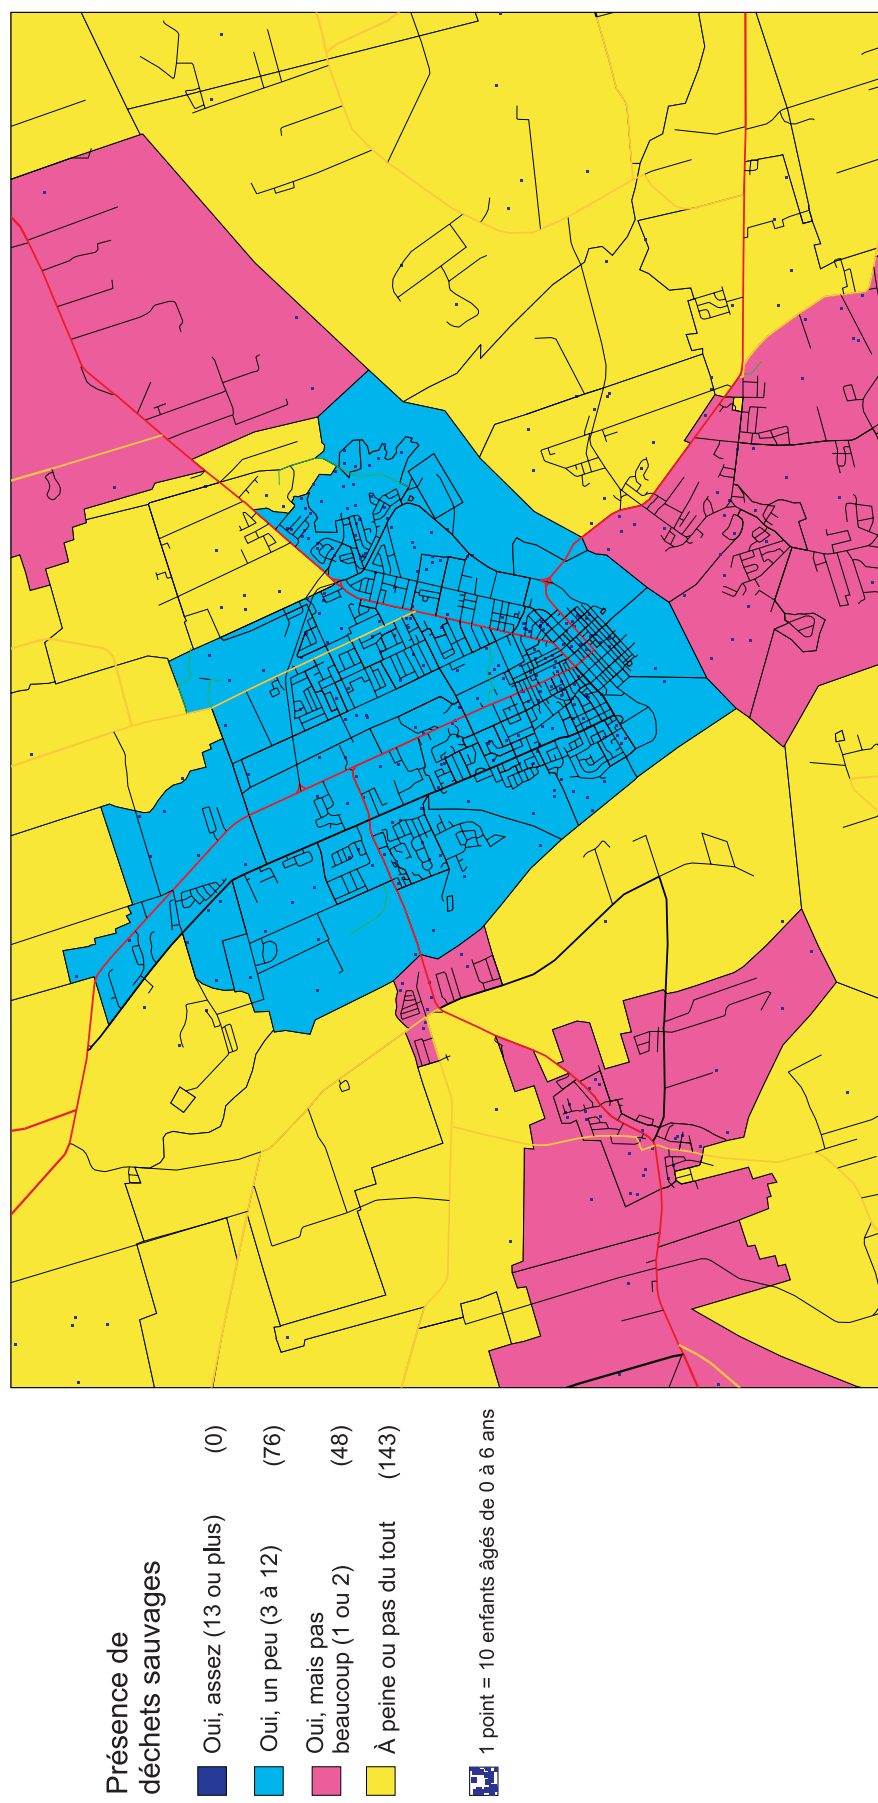 Présence de
déchets sauvages
Oui, assez (13 ou plus) (0)
Oui, un peu (3 à 12) (76)
Oui, mais pas
beaucoup (1 ou 2) (48)
À peine ou pas du tout (143)
1 point = 10 enfants âgés de 0 à 6 ans